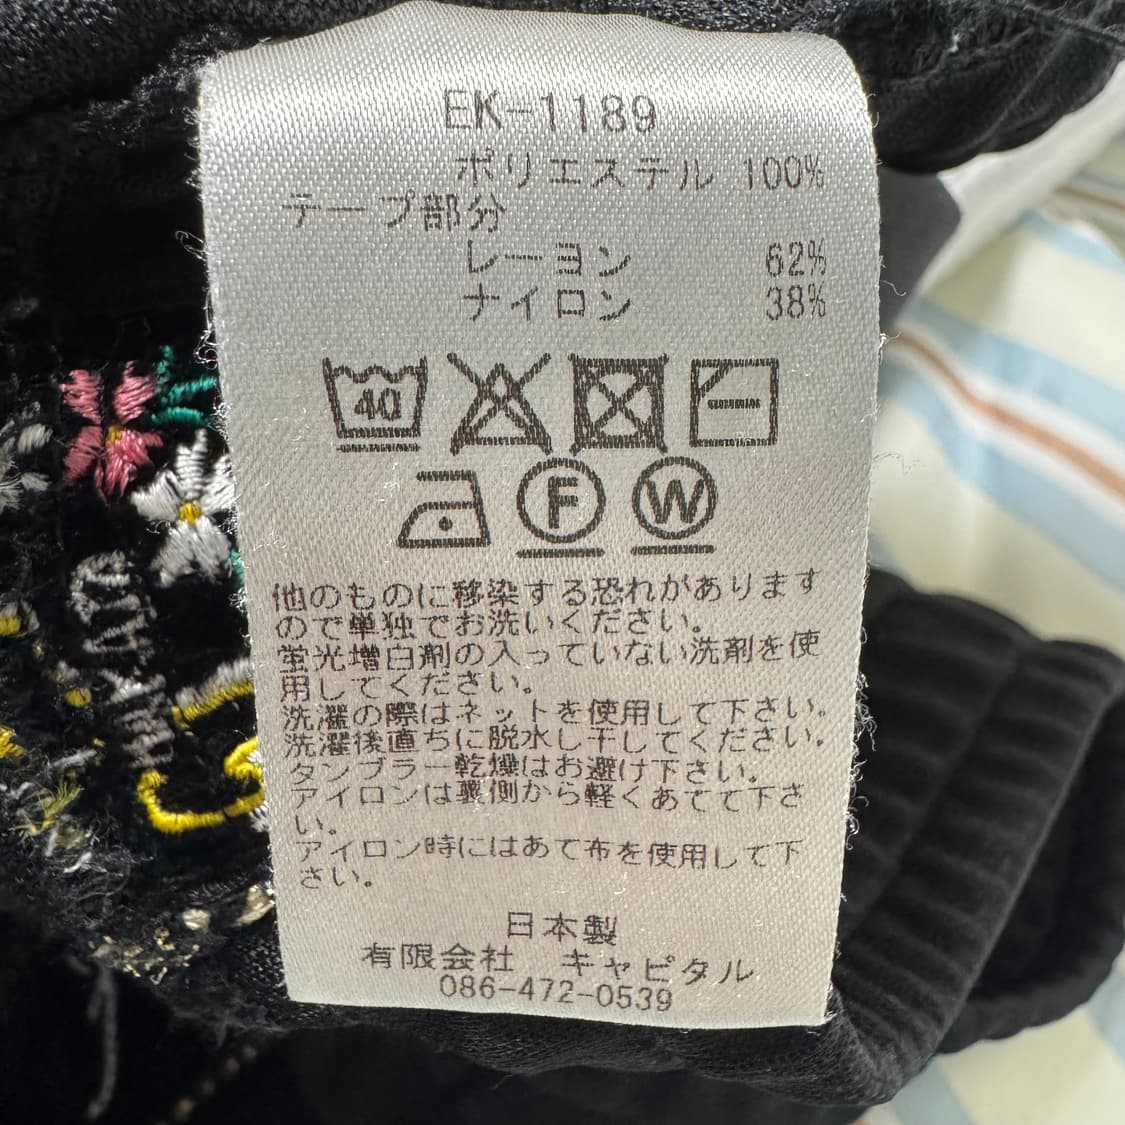 EK-1189
ポリエステル 100%
テープ部分
レーヨン 62%
ナイロン 38%
40
F W
他のものに移染する恐れがあります
ので単独でお洗いください。
蛍光増白剤の入っていない洗剤を使
用してください。
洗濯の際はネットを使用して下さい。
洗濯後直ちに脱水し干してください。
タンブラー乾燥はお避け下さい。
アイロンは裏側から軽くあてて下さ
い。
アイロン時にはあて布を使用して下
さい。
日本製
有限会社 キャピタル
086-472-0539